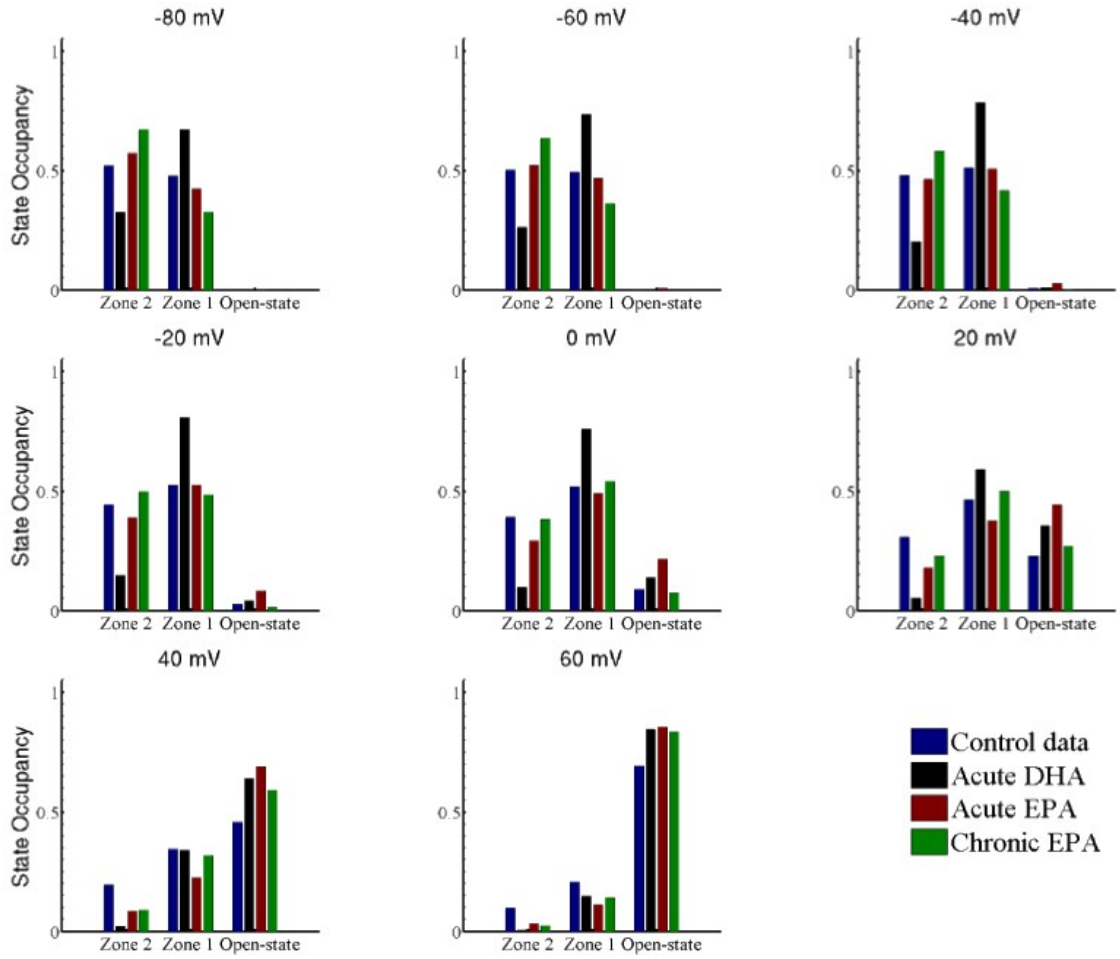 -80 mV
-60 mV
-40 mV
State Occupancy
1
0.5
0
Zone 2 Zone 1 Open-state
1
0.5
0
Zone 2 Zone 1 Open-state
1
0.5
0
Zone 2 Zone 1 Open-state
-20 mV
0 mV
20 mV
State Occupancy
1
0.5
0
Zone 2 Zone 1 Open-state
1
0.5
0
Zone 2 Zone 1 Open-state
1
0.5
0
Zone 2 Zone 1 Open-state
40 mV
60 mV
State Occupancy
1
0.5
0
Zone 2 Zone 1 Open-state
1
0.5
0
Zone 2 Zone 1 Open-state
Control data
Acute DHA
Acute EPA
Chronic EPA